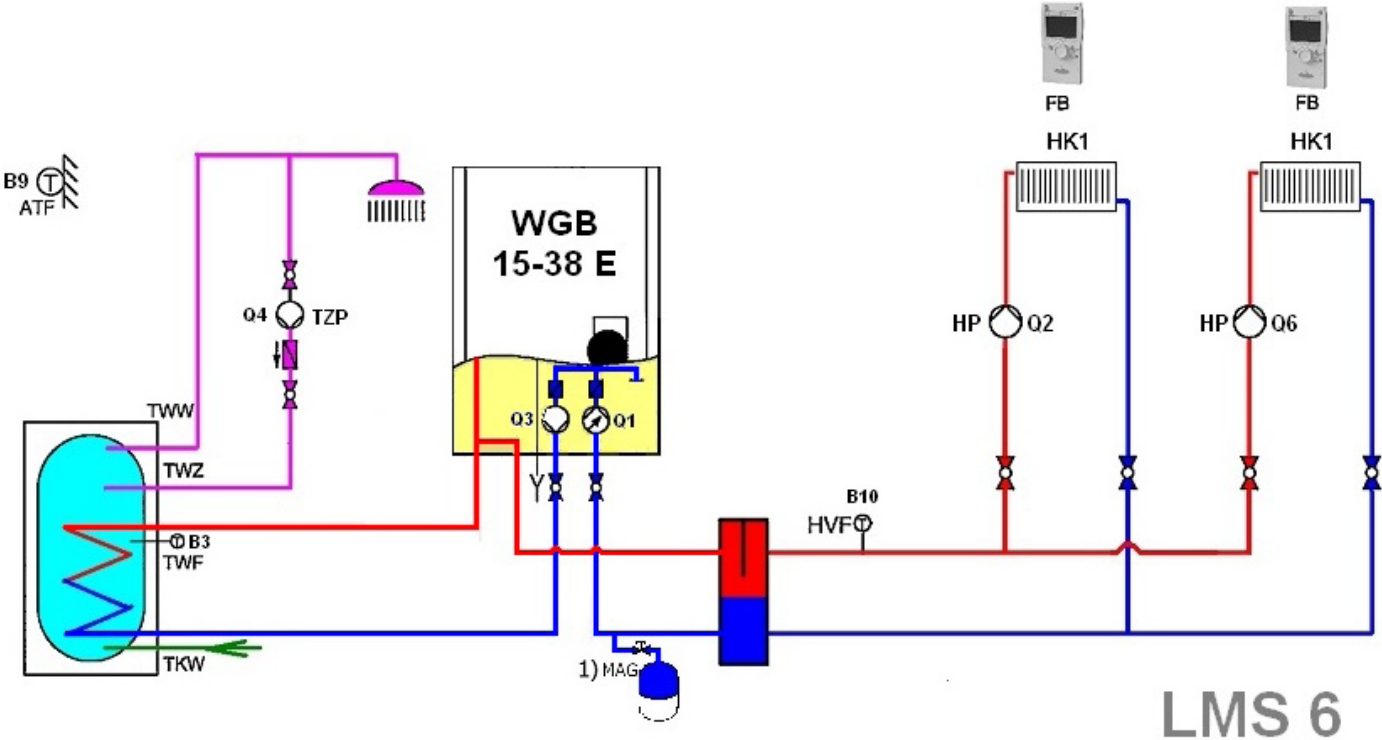 FB
FB
HK1
HK1
B9
T
ATF
WGB
15-38 E
Q4
TZP
HP
Q2
HP
Q6
TWW
Q3
Q1
TWZ
B10
HVF
T
T
B3
TWF
TKW
T
1) MAG
LMS 6